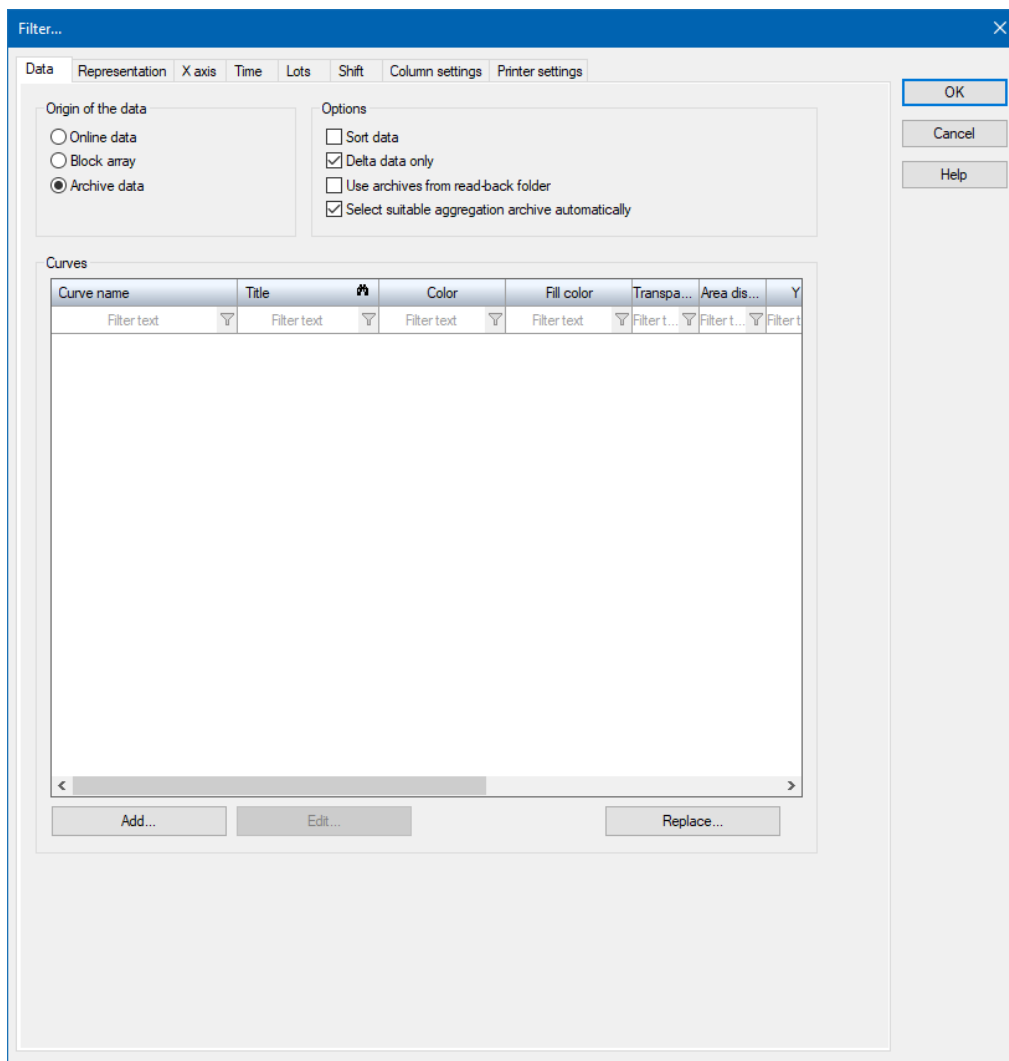 Filter...
Data Representation X axis Time Lots Shift Column settings Printer settings
OK
Cancel
Help
Origin of the data
Online data
Block array
Archive data
Options
Sort data
Delta data only
Use archives from read-back folder
Select suitable aggregation archive automatically
Curves
Curve name Title Color Fill color Transpa... Area dis... Y
Filter text Filter text Filter text Filter text Filter t... Filter t... Filter t
Add... Edit... Replace...